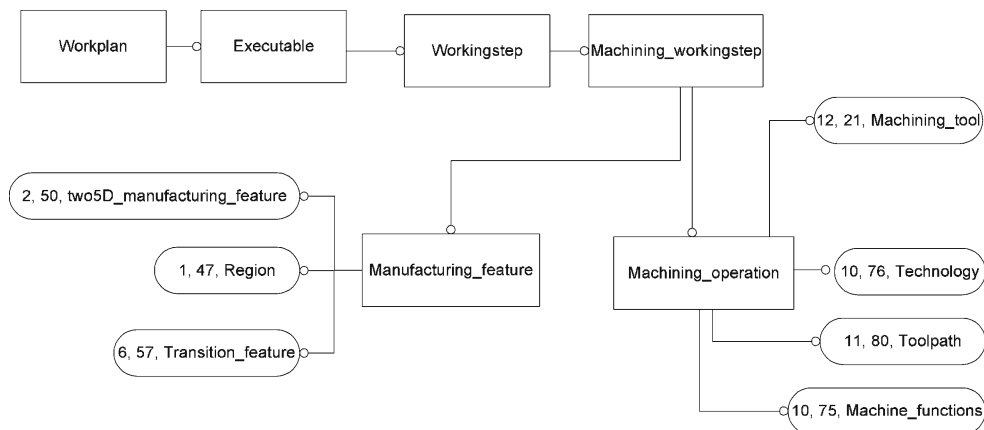 Workplan
Executable
Workingstep
Machining_workingstep
12, 21, Machining_tool
2, 50, two5D_manufacturing_feature
1, 47, Region
Manufacturing_feature
Machining_operation
10, 76, Technology
6, 57, Transition_feature
11, 80, Toolpath
10, 75, Machine_functions